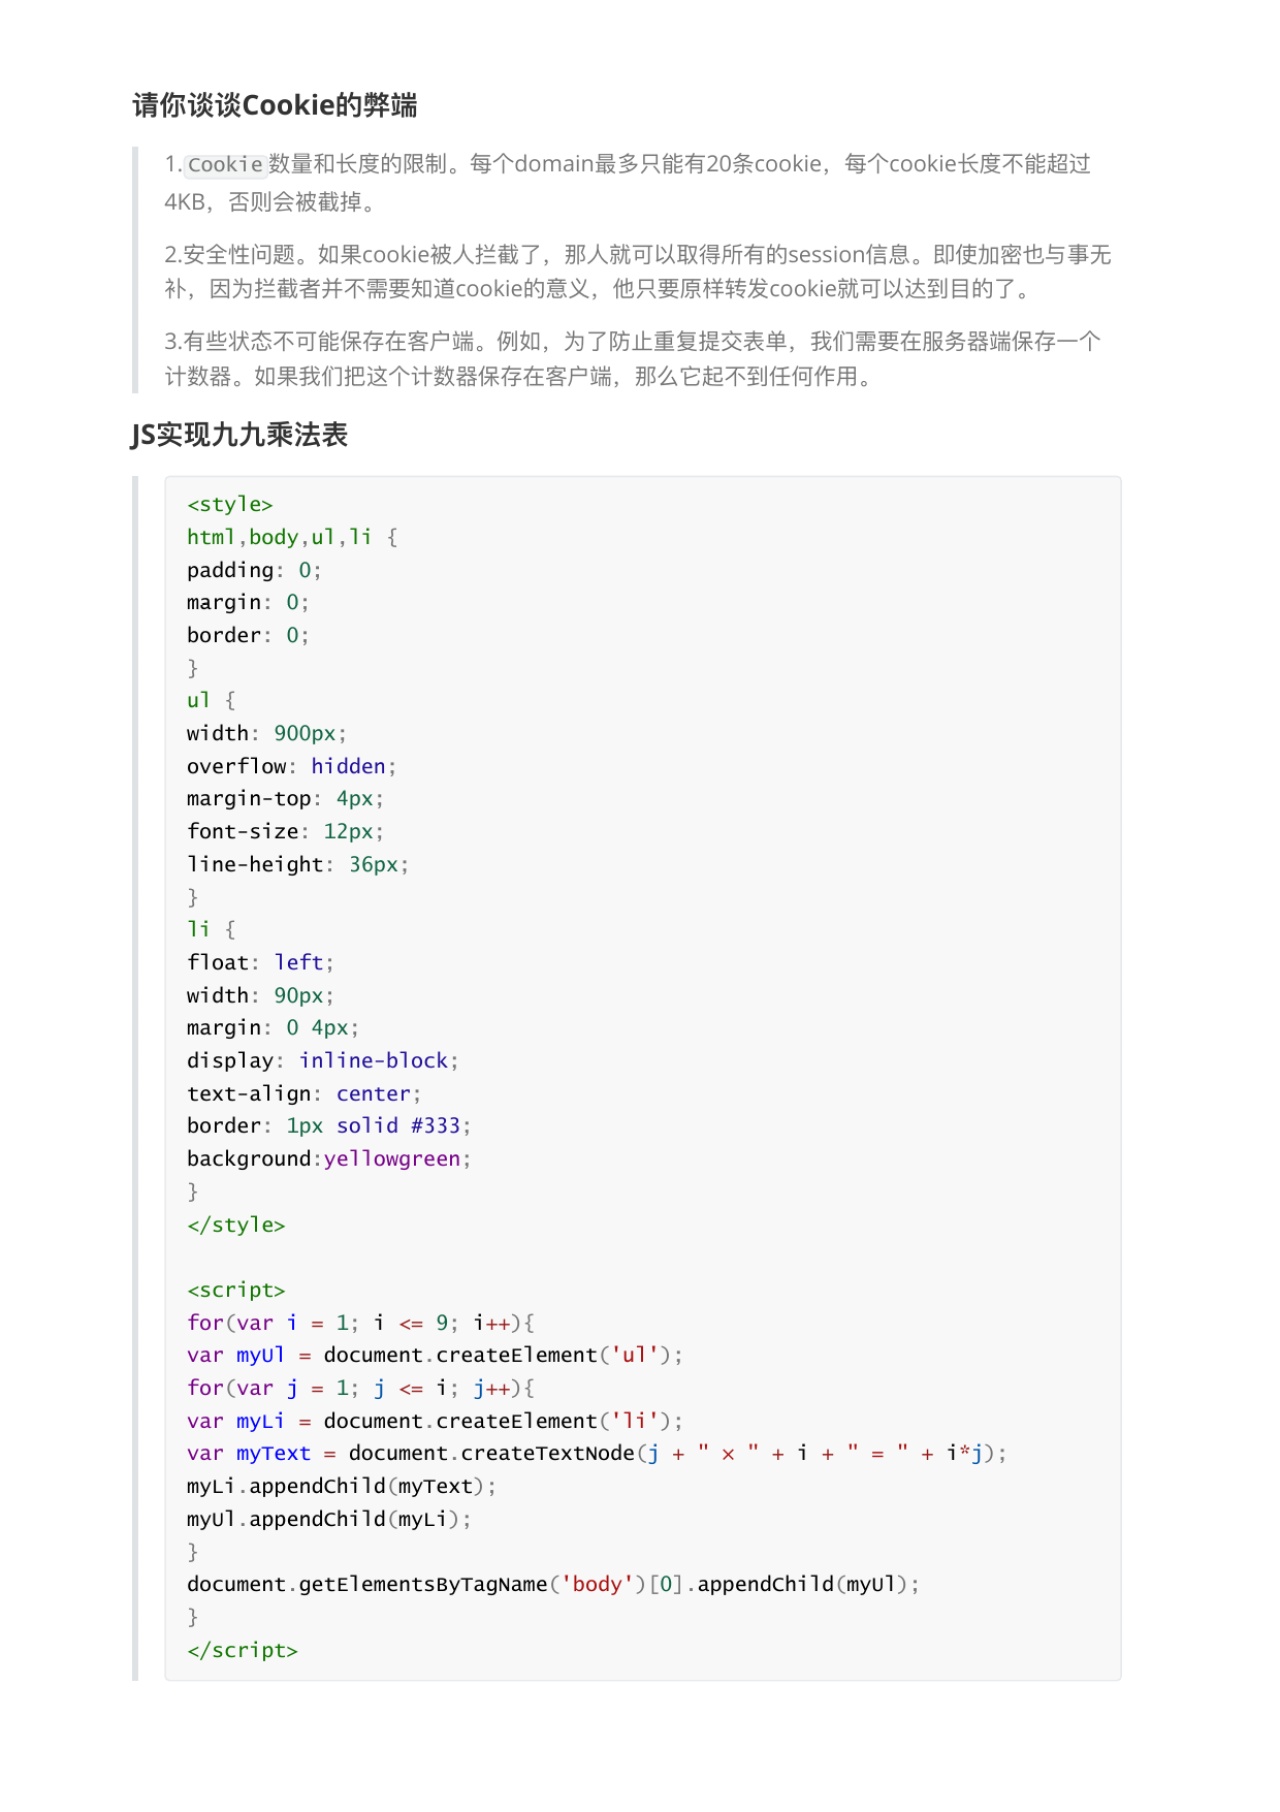 请你谈谈Cookie的弊端
1.Cookie数量和长度的限制。每个domain最多只能有20条cookie，每个cookie长度不能超过
4KB，否则会被截掉。
2.安全性问题。如果cookie被人拦截了，那人就可以取得所有的session信息。即使加密也与事无
补，因为拦截者并不需要知道cookie的意义，他只要原样转发cookie就可以达到目的了。
3.有些状态不可能保存在客户端。例如，为了防止重复提交表单，我们需要在服务器端保存一个
计数器。如果我们把这个计数器保存在客户端，那么它起不到任何作用。
JS实现九九乘法表
<style>
html,body,ul,li {
padding: 0;
margin: 0;
border: 0;
}
ul {
width: 900px;
overflow: hidden;
margin-top: 4px;
font-size: 12px;
line-height: 36px;
}
li {
float: left;
width: 90px;
margin: 0 4px;
display: inline-block;
text-align: center;
border: 1px solid #333;
background:yellowgreen;
}
</style>
<script>
for(var i = 1; i <= 9; i++){
var myUl = document.createElement('ul');
for(var j = 1; j <= i; j++){
var myLi = document.createElement('li');
var myText = document.createTextNode(j + " × " + i + " = " + i*j);
myLi.appendChild(myText);
myUl.appendChild(myLi);
}
document.getElementsByTagName('body')[0].appendChild(myUl);
}
</script>